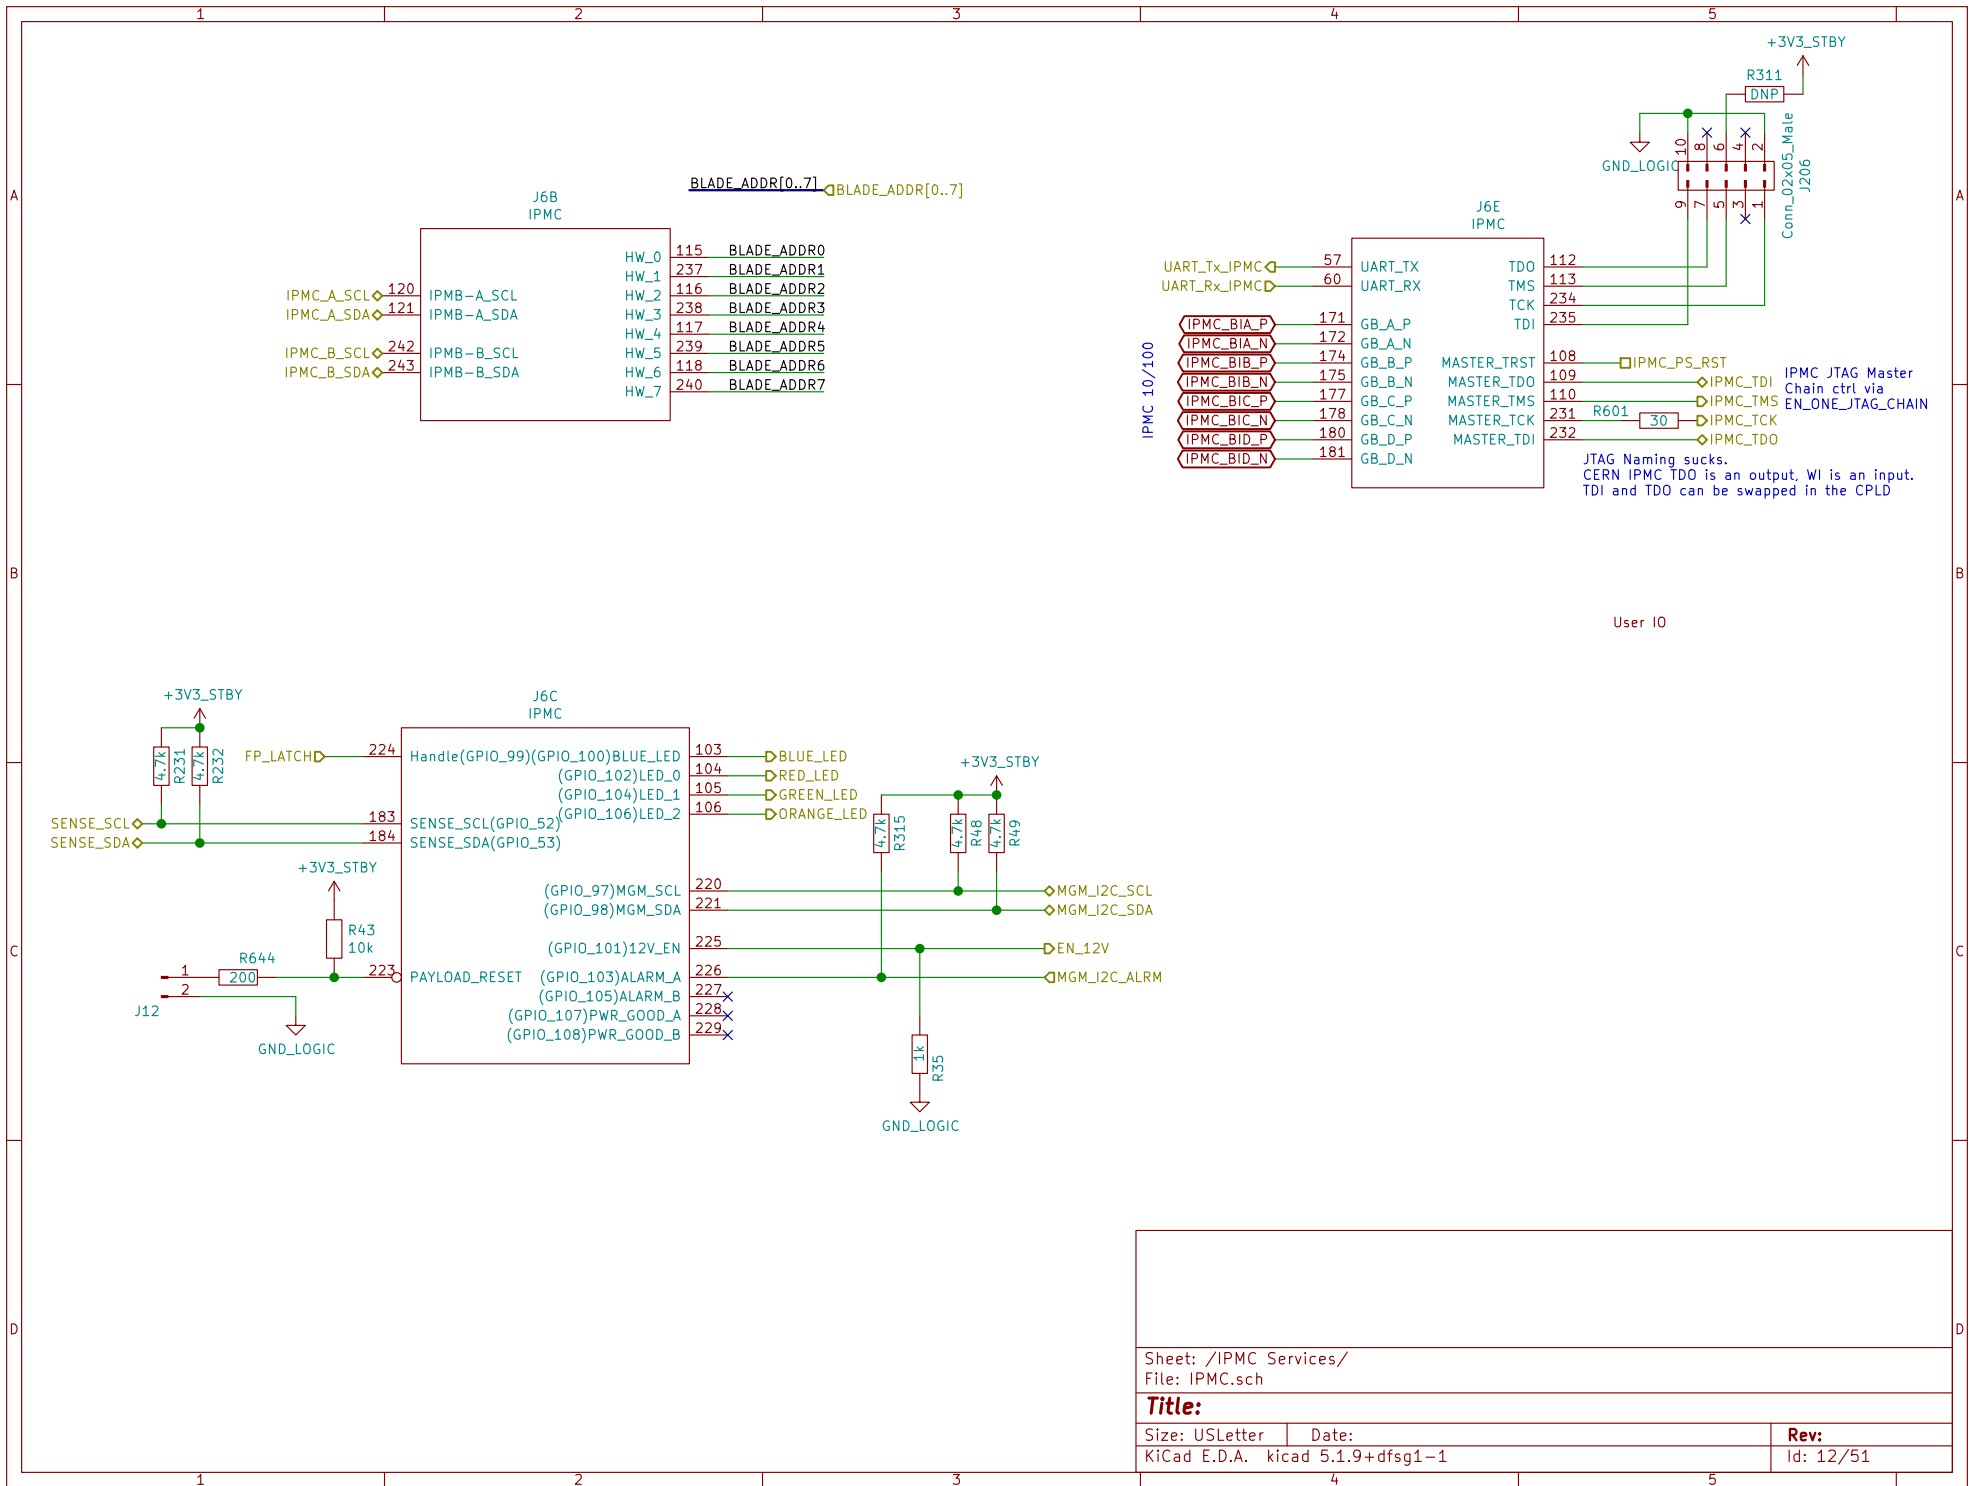 1 2 3 4 5
A
B
C
D
A
B
C
D
1 2 3 4 5
BLADE_ADDR[0..7] BLADE_ADDR[0..7]
J6B
IPMC
IPMC_A_SCL 120 IPMB-A_SCL
IPMC_A_SDA 121 IPMB-A_SDA
IPMC_B_SCL 242 IPMB-B_SCL
IPMC_B_SDA 243 IPMB-B_SDA
HW_0 115 BLADE_ADDR0
HW_1 237 BLADE_ADDR1
HW_2 116 BLADE_ADDR2
HW_3 238 BLADE_ADDR3
HW_4 117 BLADE_ADDR4
HW_5 239 BLADE_ADDR5
HW_6 118 BLADE_ADDR6
HW_7 240 BLADE_ADDR7
+3V3_STBY
R311
DNP
GND_LOGIC
10 8 6 4 2
9 7 5 3 1
Conn_02x05_Male
J206
J6E
IPMC
UART_Tx_IPMC 57 UART_TX
UART_Rx_IPMC 60 UART_RX
IPMC 10/100
IPMC_BIA_P 171 GB_A_P
IPMC_BIA_N 172 GB_A_N
IPMC_BIB_P 174 GB_B_P
IPMC_BIB_N 175 GB_B_N
IPMC_BIC_P 177 GB_C_P
IPMC_BIC_N 178 GB_C_N
IPMC_BID_P 180 GB_D_P
IPMC_BID_N 181 GB_D_N
TDO 112
TMS 113
TCK 234
TDI 235
MASTER_TRST 108 IPMC_PS_RST
MASTER_TDO 109 IPMC_TDI
MASTER_TMS 110 IPMC_TMS
MASTER_TCK 231 R601 30 IPMC_TCK
MASTER_TDI 232 IPMC_TDO
IPMC JTAG Master
Chain ctrl via
EN_ONE_JTAG_CHAIN
JTAG Naming sucks.
CERN IPMC TDO is an output, WI is an input.
TDI and TDO can be swapped in the CPLD
User IO
J6C
IPMC
+3V3_STBY
4.7k R231 4.7k R232
FP_LATCH 224 Handle(GPIO_99)
SENSE_SCL 183 SENSE_SCL(GPIO_52)
SENSE_SDA 184 SENSE_SDA(GPIO_53)
+3V3_STBY
R43
10k
R644
200
1
2
J12
GND_LOGIC
223 PAYLOAD_RESET
(GPIO_100)BLUE_LED 103 BLUE_LED
(GPIO_102)LED_0 104 RED_LED
(GPIO_104)LED_1 105 GREEN_LED
(GPIO_106)LED_2 106 ORANGE_LED
+3V3_STBY
4.7k R315 4.7k R48 4.7k R49
(GPIO_97)MGM_SCL 220 MGM_I2C_SCL
(GPIO_98)MGM_SDA 221 MGM_I2C_SDA
(GPIO_101)12V_EN 225 EN_12V
(GPIO_103)ALARM_A 226 MGM_I2C_ALRM
(GPIO_105)ALARM_B 227
(GPIO_107)PWR_GOOD_A 228
(GPIO_108)PWR_GOOD_B 229
1k R35
GND_LOGIC
Sheet: /IPMC Services/
File: IPMC.sch
Title:
Size: USLetter Date: Rev:
KiCad E.D.A. kicad 5.1.9+dfsg1-1 Id: 12/51